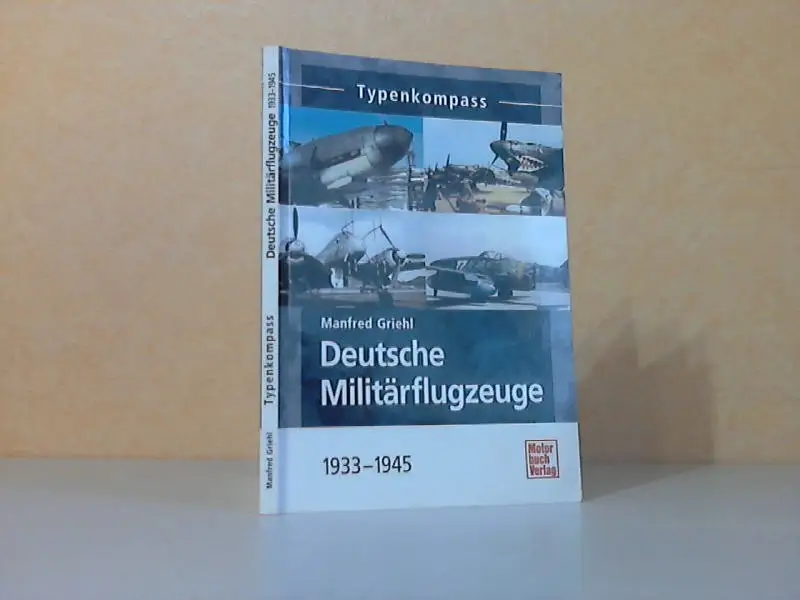 Typenkompass
Manfred Griehl
Deutsche
Militärflugzeuge
1933–1945
Motor
buch
Verlag
Manfred Griehl Typenkompass Deutsche Militärflugzeuge 1933–1945